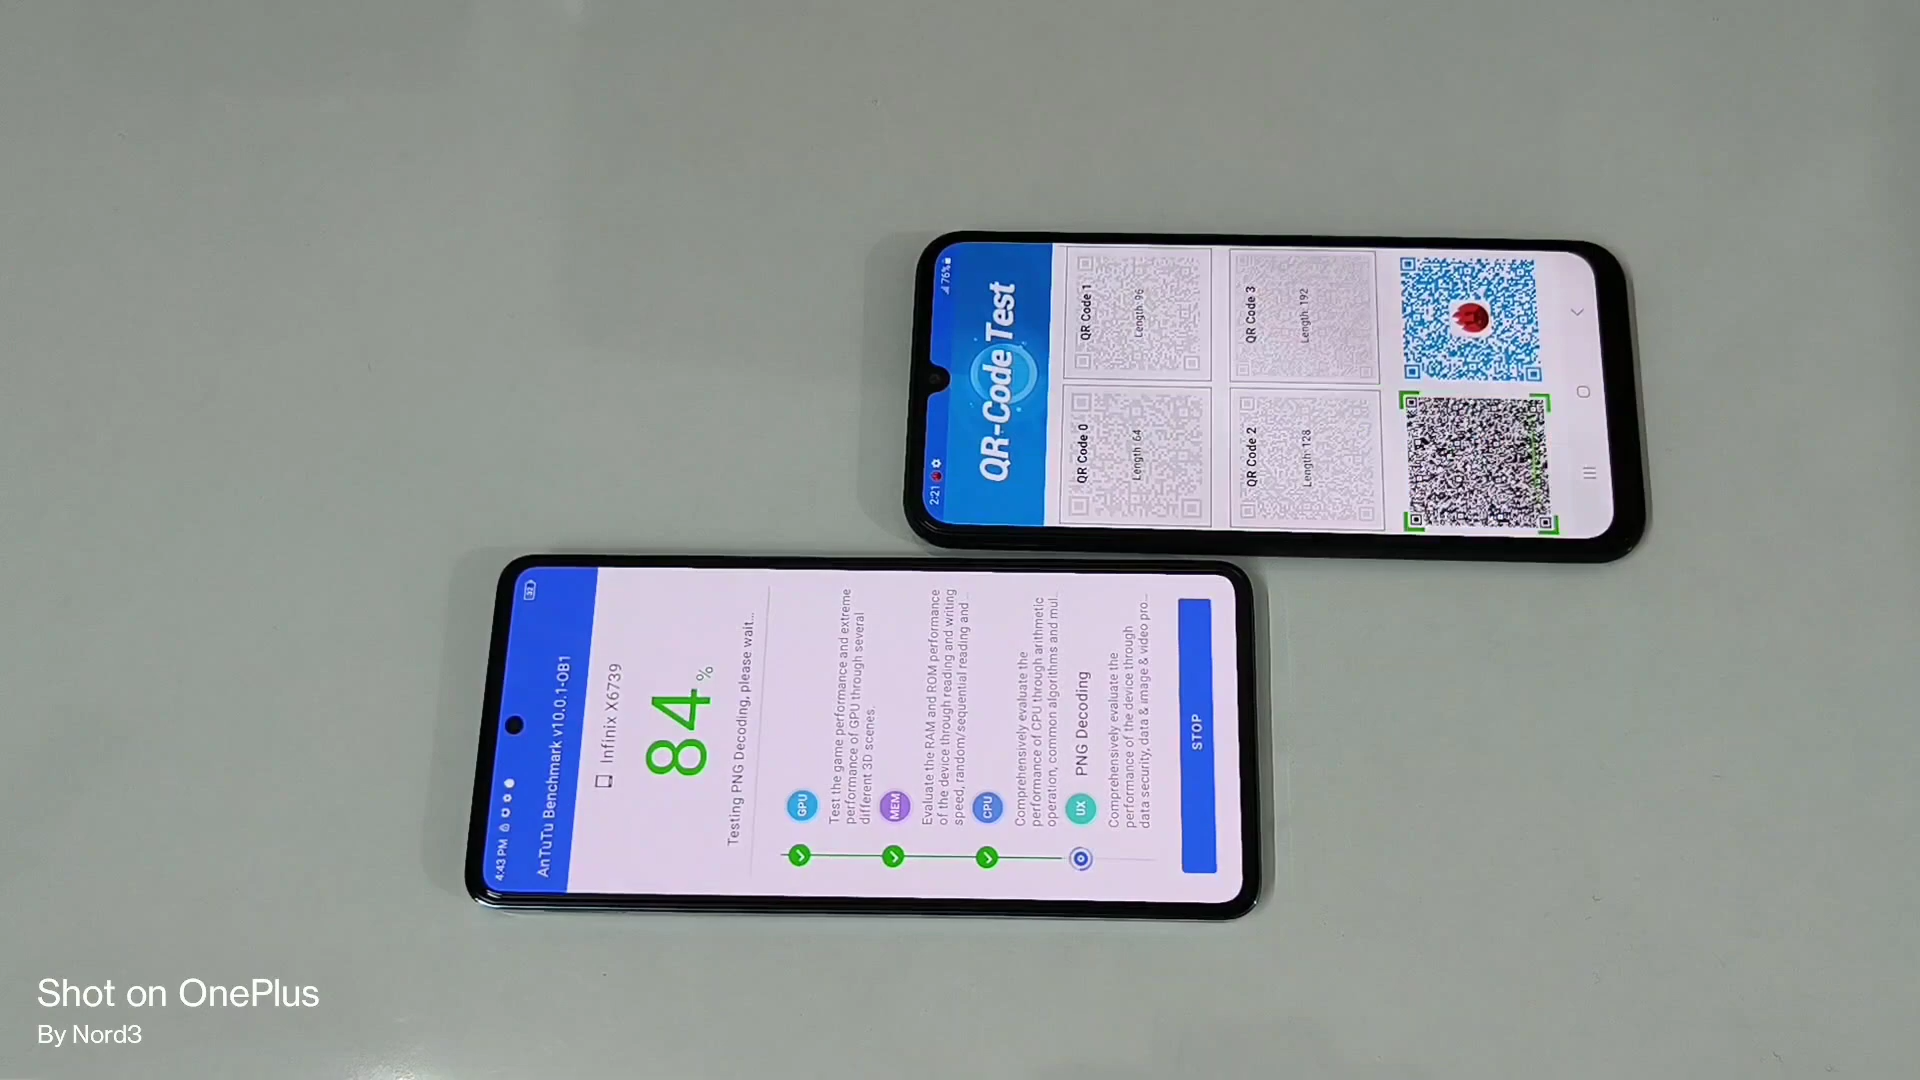 2:21
76%
QR-Code Test
QR Code 0
Length: 64
QR Code 1
Length: 96
QR Code 2
Length: 128
QR Code 3
Length: 192
4:43 PM
32
AnTuTu Benchmark v10.0.1-OB1
Infinix X6739
84%
Testing PNG Decoding, please wait...
GPU
Test the game performance and extreme
performance of GPU through several
different 3D scenes.
MEM
Evaluate the RAM and ROM performance
of the device through reading and writing
speed, random/sequential reading and ...
CPU
Comprehensively evaluate the
performance of CPU through arithmetic
operation, common algorithms and mul...
UX
PNG Decoding
Comprehensively evaluate the
performance of the device through
data security, data & image & video pro...
STOP
Shot on OnePlus
By Nord3